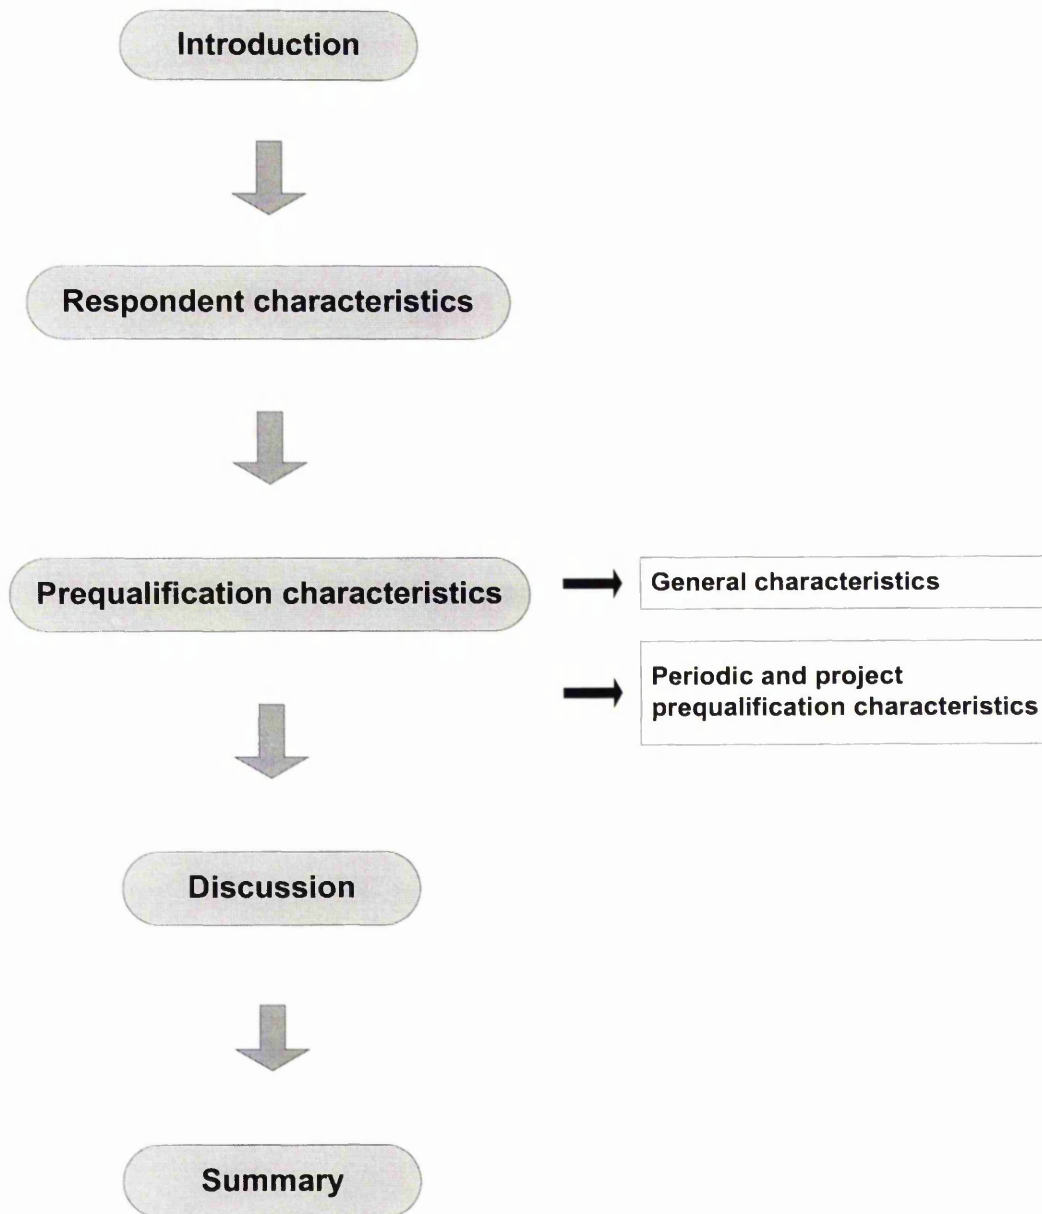 Introduction
Respondent characteristics
Prequalification characteristics
General characteristics
Periodic and project
prequalification characteristics
Discussion
Summary